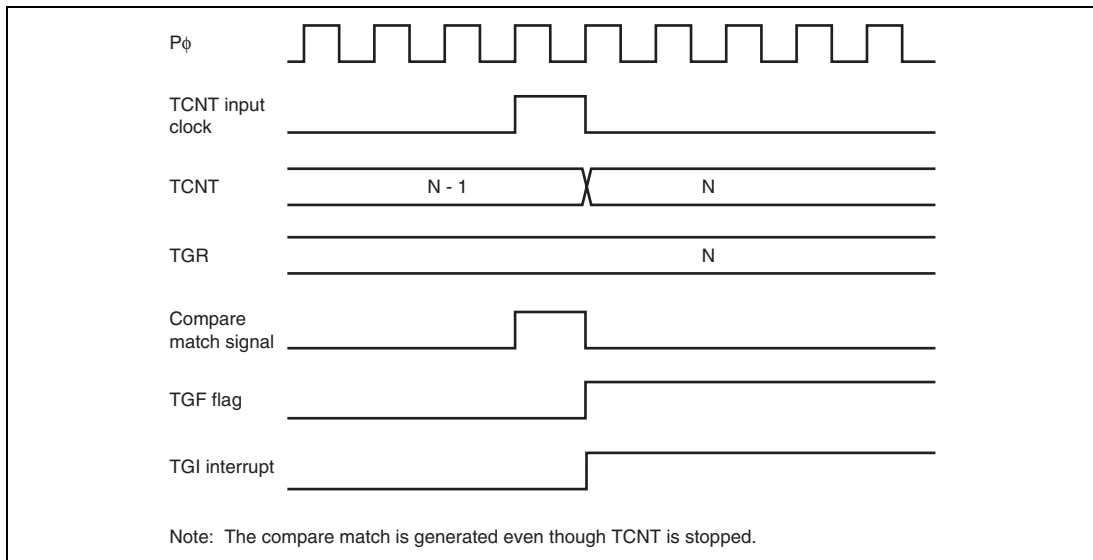 Pϕ
TCNT input
clock
TCNT
N - 1
N
TGR
N
Compare
match signal
TGF flag
TGI interrupt
Note: The compare match is generated even though TCNT is stopped.